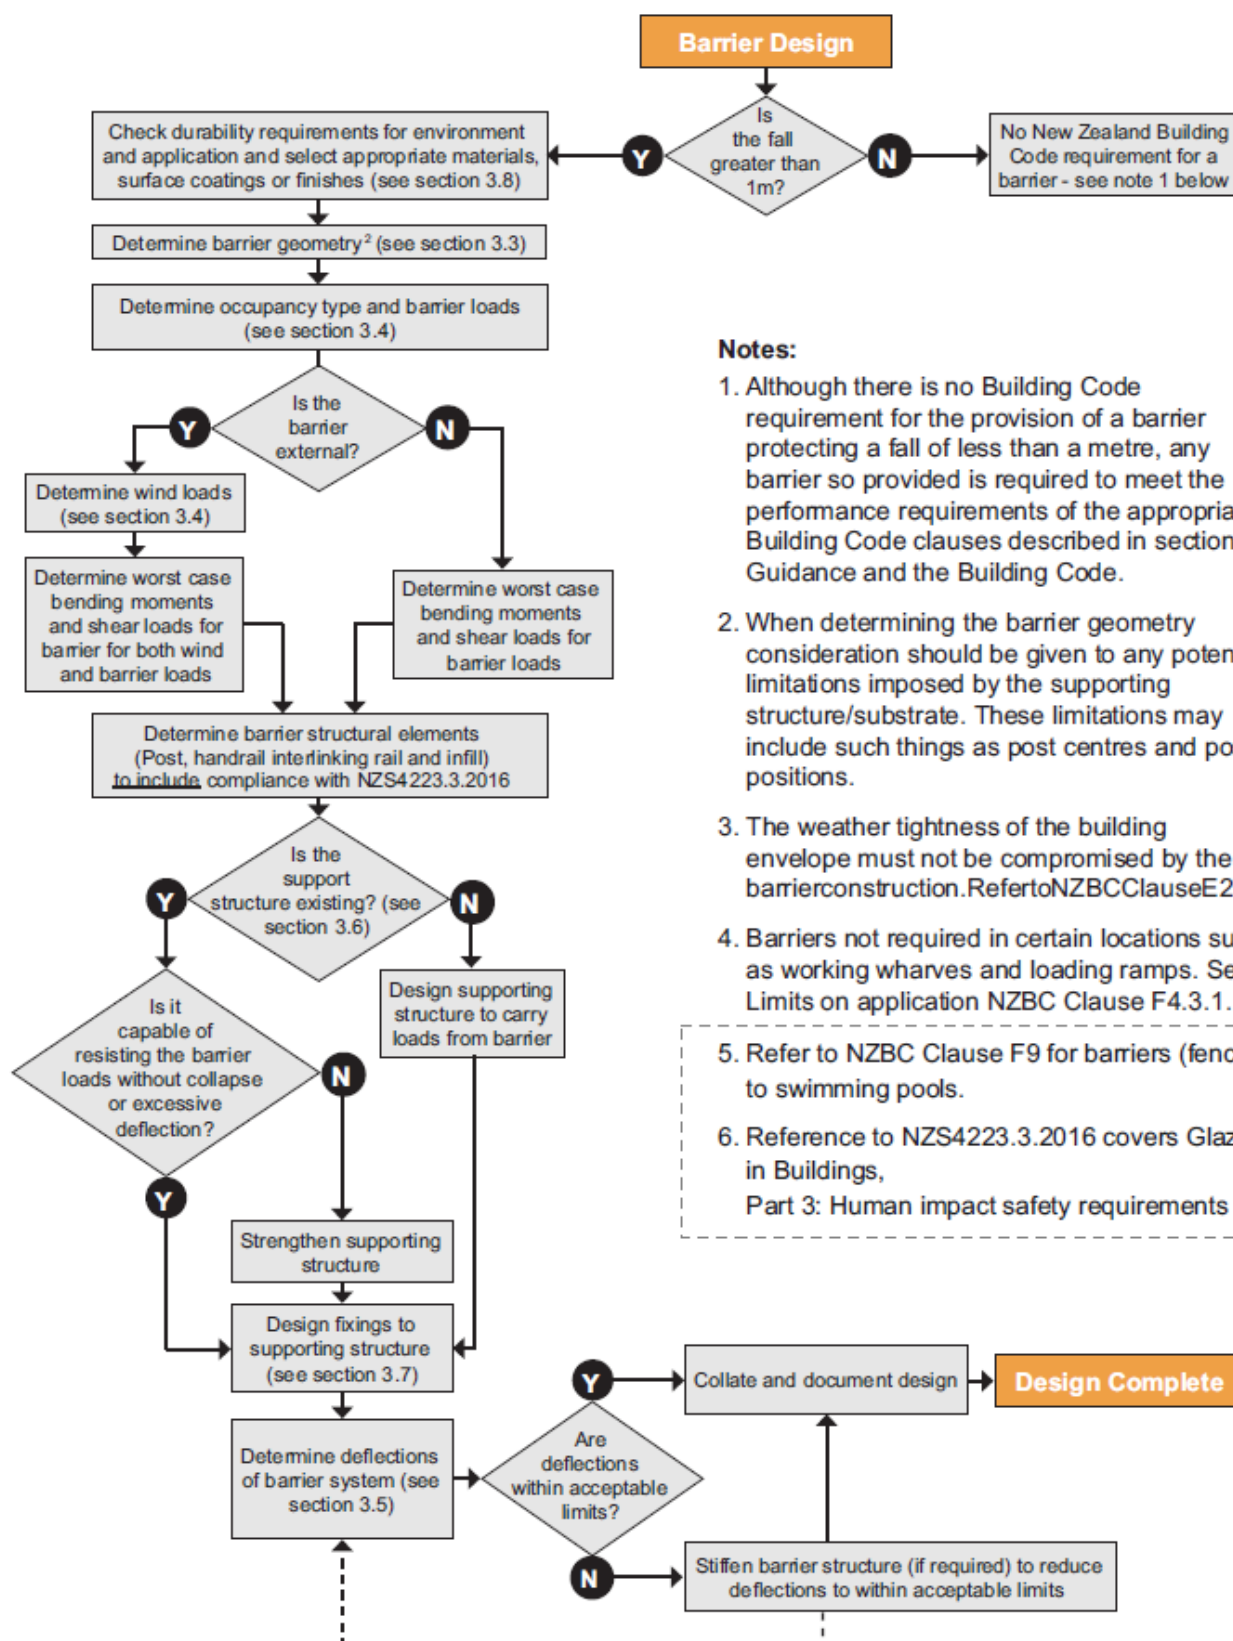 Barrier Design
Is
the fall
greater than
1m?
Y
N
No New Zealand Building
Code requirement for a
barrier - see note 1 below
Check durability requirements for environment
and application and select appropriate materials,
surface coatings or finishes (see section 3.8)
Determine barrier geometry² (see section 3.3)
Determine occupancy type and barrier loads
(see section 3.4)
Is the
barrier
external?
Y
N
Determine wind loads
(see section 3.4)
Determine worst case
bending moments
and shear loads for
barrier for both wind
and barrier loads
Determine worst case
bending moments
and shear loads for
barrier loads
Determine barrier structural elements
(Post, handrail interlinking rail and infill)
to include compliance with NZS4223.3.2016
Is the
support
structure existing? (see
section 3.6)
Y
N
Is it
capable of
resisting the barrier
loads without collapse
or excessive
deflection?
N
Y
Design supporting
structure to carry
loads from barrier
Strengthen supporting
structure
Design fixings to
supporting structure
(see section 3.7)
Determine deflections
of barrier system (see
section 3.5)
Are
deflections
within acceptable
limits?
Y
N
Collate and document design
Design Complete
Stiffen barrier structure (if required) to reduce
deflections to within acceptable limits
Notes:
1. Although there is no Building Code
requirement for the provision of a barrier
protecting a fall of less than a metre, any
barrier so provided is required to meet the
performance requirements of the
Building Code clauses described in section
Guidance and the Building Code.
2. When determining the barrier geometry
consideration should be given to any
limitations imposed by the supporting
structure/substrate. These limitations may
include such things as post centres and
positions.
3. The weather tightness of the building
envelope must not be compromised by the
barrierconstruction.RefertoNZBCClauseE2
4. Barriers not required in certain locations
as working wharves and loading ramps.
Limits on application NZBC Clause F4.3.1.
5. Refer to NZBC Clause F9 for barriers
to swimming pools.
6. Reference to NZS4223.3.2016 covers
in Buildings,
Part 3: Human impact safety requirements